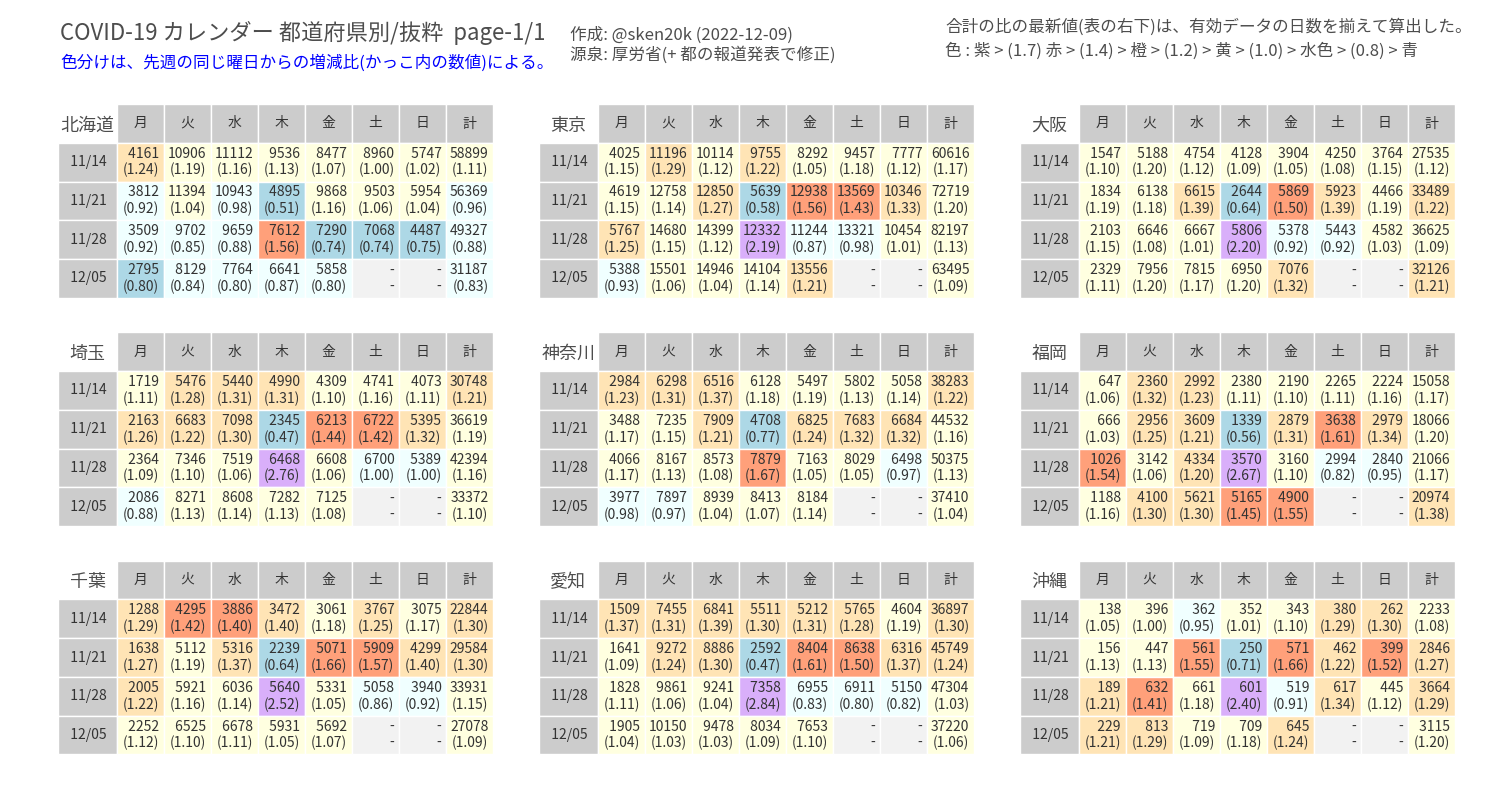 COVID-19 カレンダー 都道府県別/抜粋 page-1/1
色分けは、先週の同じ曜日からの増減比(かっこ内の数値)による。
作成: @sken20k (2022-12-09)
源泉: 厚労省(+ 都の報道発表で修正)
合計の比の最新値(表の右下)は、有効データの日数を揃えて算出した。
色 : 紫 > (1.7) 赤 > (1.4) > 橙 > (1.2) > 黄 > (1.0) > 水色 > (0.8) > 青
北海道 月 火 水 木 金 土 日 計
11/14 4161 10906 11112 9536 8477 8960 5747 58899
(1.24) (1.19) (1.16) (1.13) (1.07) (1.00) (1.02) (1.11)
11/21 3812 11394 10943 4895 9868 9503 5954 56369
(0.92) (1.04) (0.98) (0.51) (1.16) (1.06) (1.04) (0.96)
11/28 3509 9702 9659 7612 7290 7068 4487 49327
(0.92) (0.85) (0.88) (1.56) (0.74) (0.74) (0.75) (0.88)
12/05 2795 8129 7764 6641 5858 - - 31187
(0.80) (0.84) (0.80) (0.87) (0.80) - - (0.83)
東京 月 火 水 木 金 土 日 計
11/14 4025 11196 10114 9755 8292 9457 7777 60616
(1.15) (1.29) (1.12) (1.22) (1.05) (1.18) (1.12) (1.17)
11/21 4619 12758 12850 5639 12938 13569 10346 72719
(1.15) (1.14) (1.27) (0.58) (1.56) (1.43) (1.33) (1.20)
11/28 5767 14680 14399 12332 11244 13321 10454 82197
(1.25) (1.15) (1.12) (2.19) (0.87) (0.98) (1.01) (1.13)
12/05 5388 15501 14946 14104 13556 - - 63495
(0.93) (1.06) (1.04) (1.14) (1.21) - - (1.09)
大阪 月 火 水 木 金 土 日 計
11/14 1547 5188 4754 4128 3904 4250 3764 27535
(1.10) (1.20) (1.12) (1.09) (1.05) (1.08) (1.15) (1.12)
11/21 1834 6138 6615 2644 5869 5923 4466 33489
(1.19) (1.18) (1.39) (0.64) (1.50) (1.39) (1.19) (1.22)
11/28 2103 6646 6667 5806 5378 5443 4582 36625
(1.15) (1.08) (1.01) (2.20) (0.92) (0.92) (1.03) (1.09)
12/05 2329 7956 7815 6950 7076 - - 32126
(1.11) (1.20) (1.17) (1.20) (1.32) - - (1.21)
埼玉 月 火 水 木 金 土 日 計
11/14 1719 5476 5440 4990 4309 4741 4073 30748
(1.11) (1.28) (1.31) (1.31) (1.10) (1.16) (1.11) (1.21)
11/21 2163 6683 7098 2345 6213 6722 5395 36619
(1.26) (1.22) (1.30) (0.47) (1.44) (1.42) (1.32) (1.19)
11/28 2364 7346 7519 6468 6608 6700 5389 42394
(1.09) (1.10) (1.06) (2.76) (1.06) (1.00) (1.00) (1.16)
12/05 2086 8271 8608 7282 7125 - - 33372
(0.88) (1.13) (1.14) (1.13) (1.08) - - (1.10)
神奈川 月 火 水 木 金 土 日 計
11/14 2984 6298 6516 6128 5497 5802 5058 38283
(1.23) (1.31) (1.37) (1.18) (1.19) (1.13) (1.14) (1.22)
11/21 3488 7235 7909 4708 6825 7683 6684 44532
(1.17) (1.15) (1.21) (0.77) (1.24) (1.32) (1.32) (1.16)
11/28 4066 8167 8573 7879 7163 8029 6498 50375
(1.17) (1.13) (1.08) (1.67) (1.05) (1.05) (0.97) (1.13)
12/05 3977 7897 8939 8413 8184 - - 37410
(0.98) (0.97) (1.04) (1.07) (1.14) - - (1.04)
福岡 月 火 水 木 金 土 日 計
11/14 647 2360 2992 2380 2190 2265 2224 15058
(1.06) (1.32) (1.23) (1.11) (1.10) (1.11) (1.16) (1.17)
11/21 666 2956 3609 1339 2879 3638 2979 18066
(1.03) (1.25) (1.21) (0.56) (1.31) (1.61) (1.34) (1.20)
11/28 1026 3142 4334 3570 3160 2994 2840 21066
(1.54) (1.06) (1.20) (2.67) (1.10) (0.82) (0.95) (1.17)
12/05 1188 4100 5621 5165 4900 - - 20974
(1.16) (1.30) (1.30) (1.45) (1.55) - - (1.38)
千葉 月 火 水 木 金 土 日 計
11/14 1288 4295 3886 3472 3061 3767 3075 22844
(1.29) (1.42) (1.40) (1.40) (1.18) (1.25) (1.17) (1.30)
11/21 1638 5112 5316 2239 5071 5909 4299 29584
(1.27) (1.19) (1.37) (0.64) (1.66) (1.57) (1.40) (1.30)
11/28 2005 5921 6036 5640 5331 5058 3940 33931
(1.22) (1.16) (1.14) (2.52) (1.05) (0.86) (0.92) (1.15)
12/05 2252 6525 6678 5931 5692 - - 27078
(1.12) (1.10) (1.11) (1.05) (1.07) - - (1.09)
愛知 月 火 水 木 金 土 日 計
11/14 1509 7455 6841 5511 5212 5765 4604 36897
(1.37) (1.31) (1.39) (1.30) (1.31) (1.28) (1.19) (1.30)
11/21 1641 9272 8886 2592 8404 8638 6316 45749
(1.09) (1.24) (1.30) (0.47) (1.61) (1.50) (1.37) (1.24)
11/28 1828 9861 9241 7358 6955 6911 5150 47304
(1.11) (1.06) (1.04) (2.84) (0.83) (0.80) (0.82) (1.03)
12/05 1905 10150 9478 8034 7653 - - 37220
(1.04) (1.03) (1.03) (1.09) (1.10) - - (1.06)
沖縄 月 火 水 木 金 土 日 計
11/14 138 396 362 352 343 380 262 2233
(1.05) (1.00) (0.95) (1.01) (1.10) (1.29) (1.30) (1.08)
11/21 156 447 561 250 571 462 399 2846
(1.13) (1.13) (1.55) (0.71) (1.66) (1.22) (1.52) (1.27)
11/28 189 632 661 601 519 617 445 3664
(1.21) (1.41) (1.18) (2.40) (0.91) (1.34) (1.12) (1.29)
12/05 229 813 719 709 645 - - 3115
(1.21) (1.29) (1.09) (1.18) (1.24) - - (1.20)